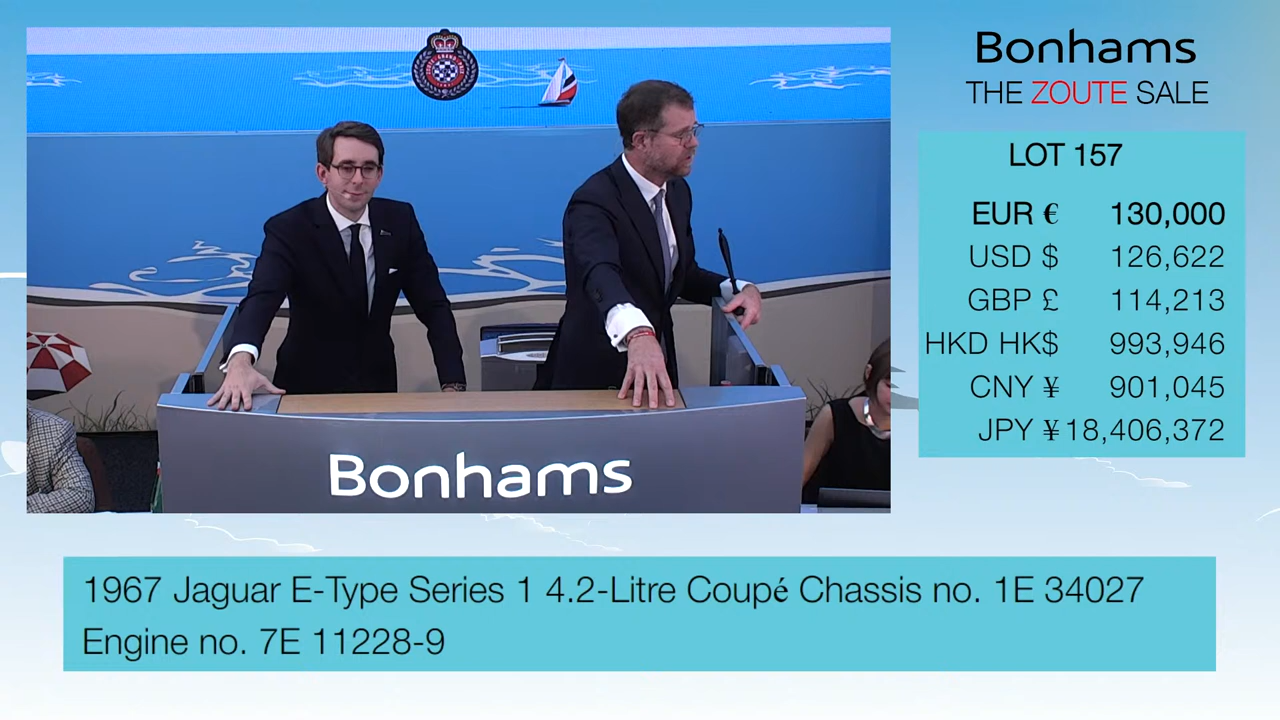 Bonhams
THE ZOUTE SALE
LOT 157
EUR € 130,000
USD $ 126,622
GBP £ 114,213
HKD HK$ 993,946
CNY ¥ 901,045
JPY ¥ 18,406,372
Bonhams
1967 Jaguar E-Type Series 1 4.2-Litre Coupé Chassis no. 1E 34027
Engine no. 7E 11228-9